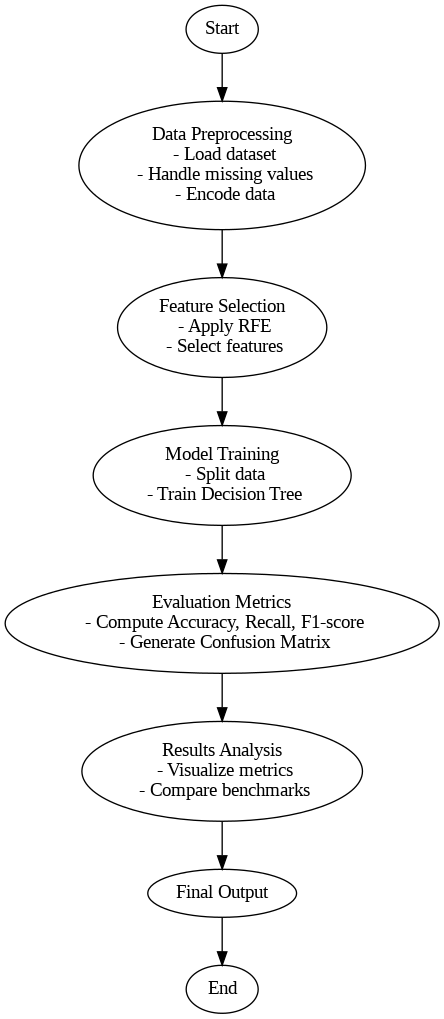 Start
Data Preprocessing
- Load dataset
- Handle missing values
- Encode data
Feature Selection
- Apply RFE
- Select features
Model Training
- Split data
- Train Decision Tree
Evaluation Metrics
- Compute Accuracy, Recall, F1-score
- Generate Confusion Matrix
Results Analysis
- Visualize metrics
- Compare benchmarks
Final Output
End